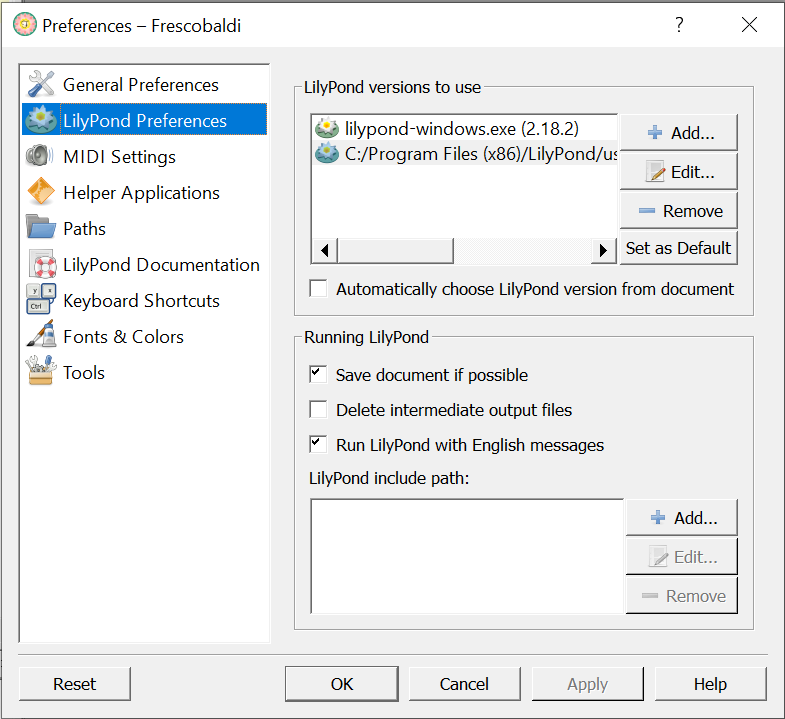 Preferences – Frescobaldi
?
General Preferences
LilyPond Preferences
MIDI Settings
Helper Applications
Paths
LilyPond Documentation
Keyboard Shortcuts
y x
Ctrl
Fonts & Colors
Tools
LilyPond versions to use
lilypond-windows.exe (2.18.2)
C:/Program Files (x86)/LilyPond/us
Add...
Edit...
Remove
Set as Default
Automatically choose LilyPond version from document
Running LilyPond
Save document if possible
Delete intermediate output files
Run LilyPond with English messages
LilyPond include path:
Add...
Edit...
Remove
Reset
OK
Cancel
Apply
Help